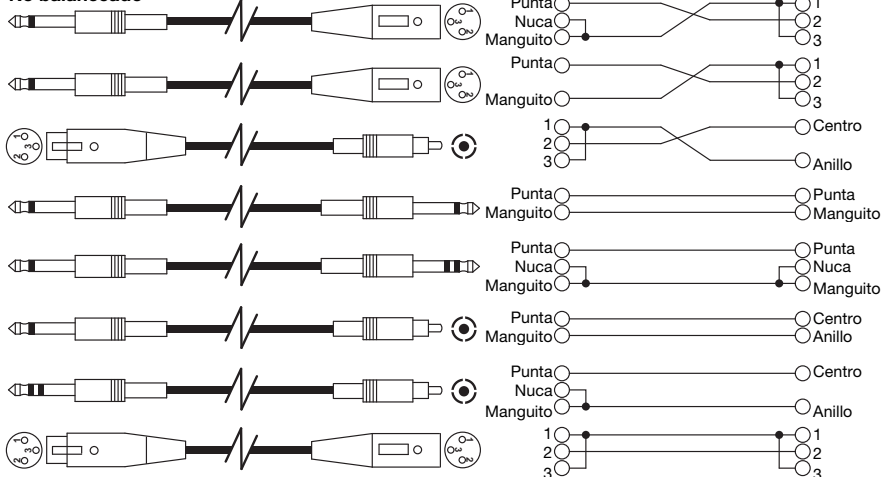 No balanceado
Punta 1
Nuca 2
Manguito 3
Punta 1
2
Manguito 3
1 Centro
2
3 Anillo
Punta Punta
Manguito Manguito
Punta Punta
Nuca Nuca
Manguito Manguito
Punta Centro
Manguito Anillo
Punta Centro
Nuca
Manguito Anillo
1 1
2 2
3 3